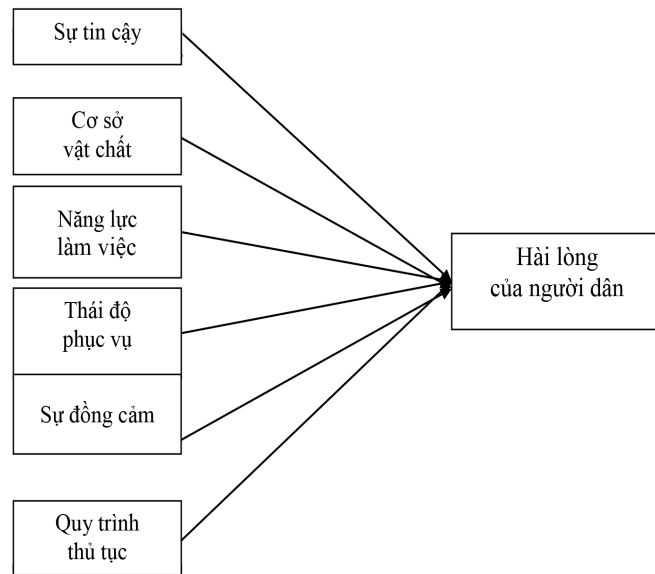 Sự tin cậy
Cơ sở
vật chất
Năng lực
làm việc
Thái độ
phục vụ
Sự đồng cảm
Quy trình
thủ tục
Hài lòng
của người dân